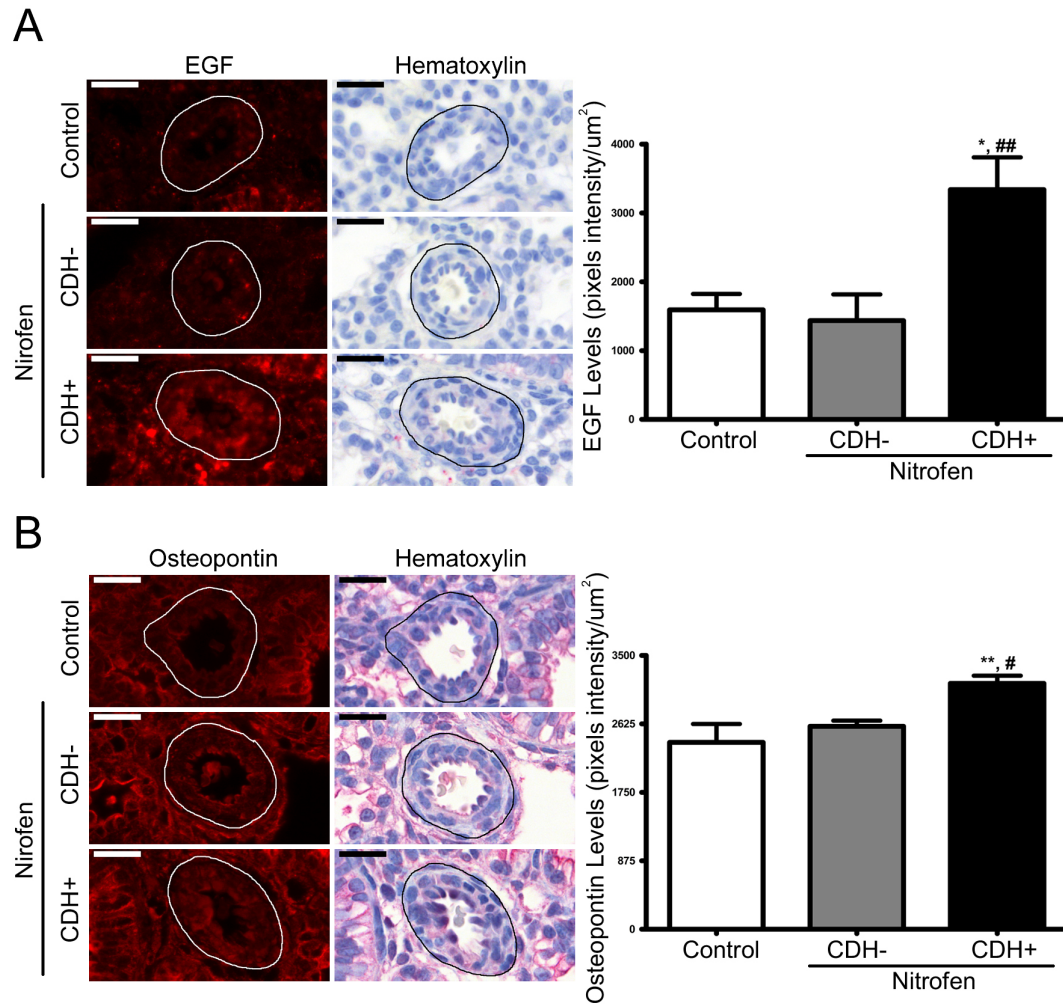 A
EGF
Hematoxylin
Control
CDH-
CDH+
Nirofen
EGF Levels (pixels intensity/um²)
4000
3000
2000
1000
0
*, ##
Control
CDH-
CDH+
Nitrofen
B
Osteopontin
Hematoxylin
Control
CDH-
CDH+
Nirofen
Osteopontin Levels (pixels intensity/um²)
3500
2625
1750
875
0
**, #
Control
CDH-
CDH+
Nitrofen